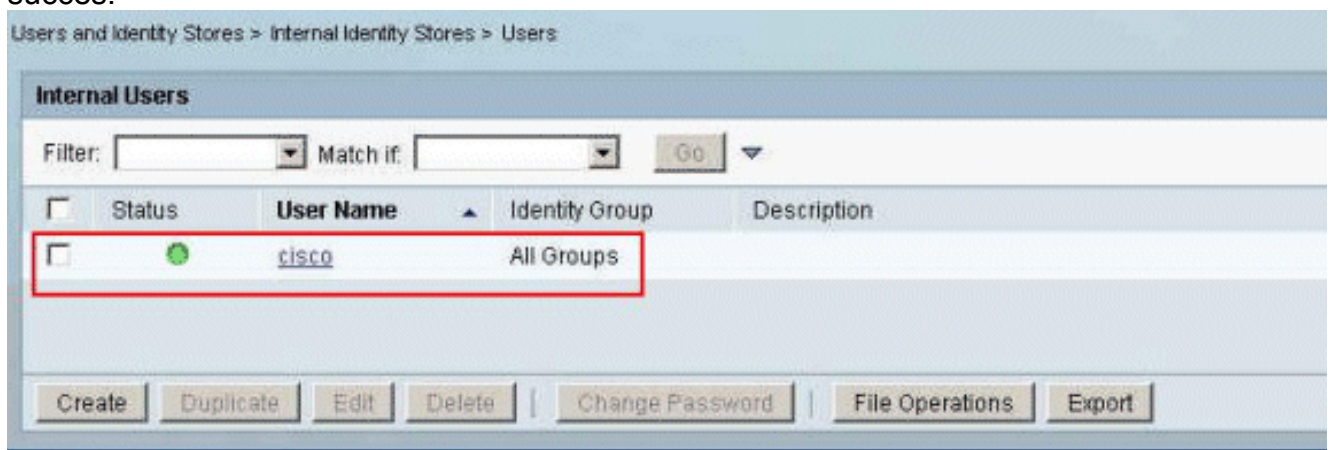 succes.
Users and Identity Stores > Internal Identity Stores > Users
Internal Users
Filter: Match if: Go
Status User Name Identity Group Description
cisco All Groups
Create Duplicate Edit Delete | Change Password | File Operations Export